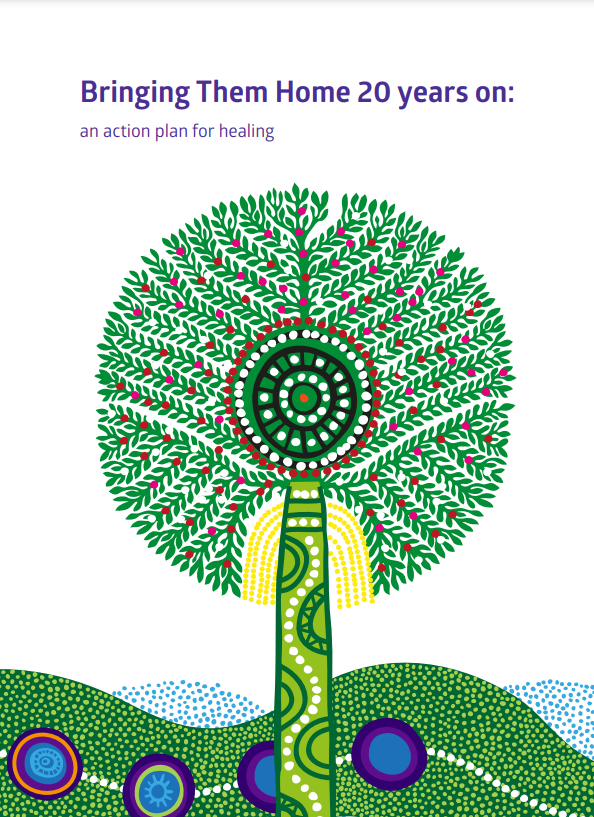 Bringing Them Home 20 years on:
an action plan for healing